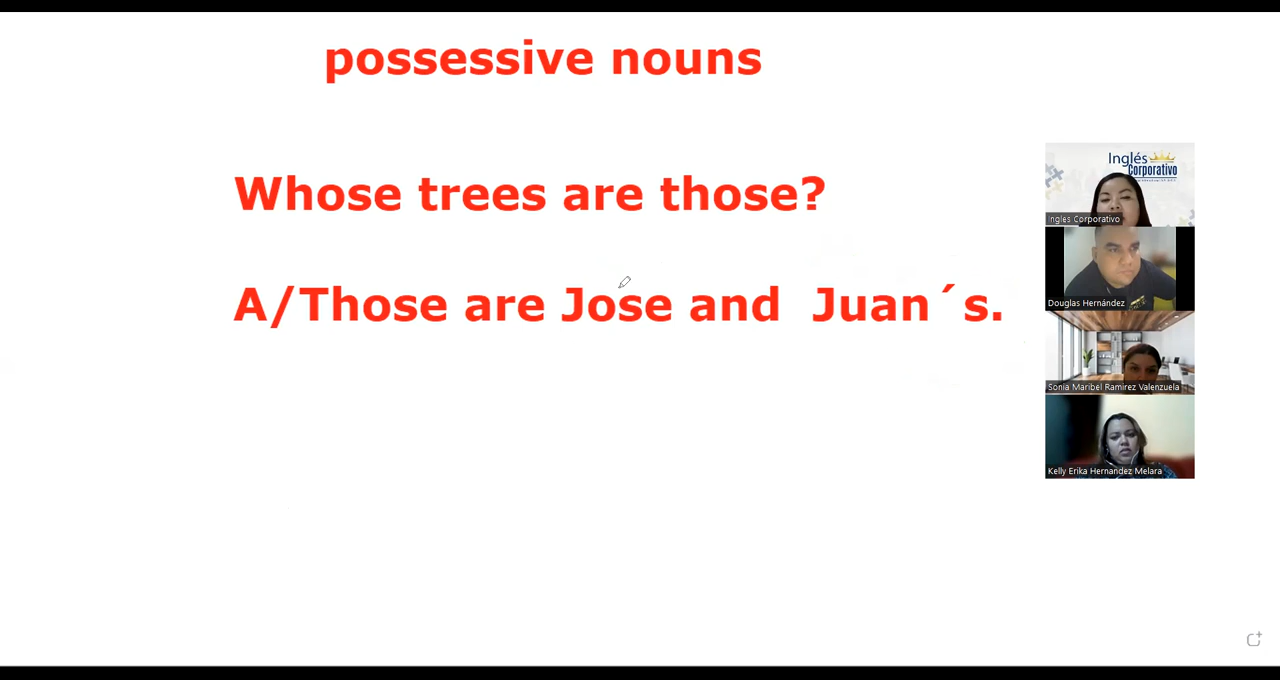 possessive nouns
Whose trees are those?
A/Those are Jose and  Juan´s.
Inglés
Corporativo
Ingles Corporativo
Douglas Hernández
Sonia Maribel Ramirez Valenzuela
Kelly Erika Hernandez Melara